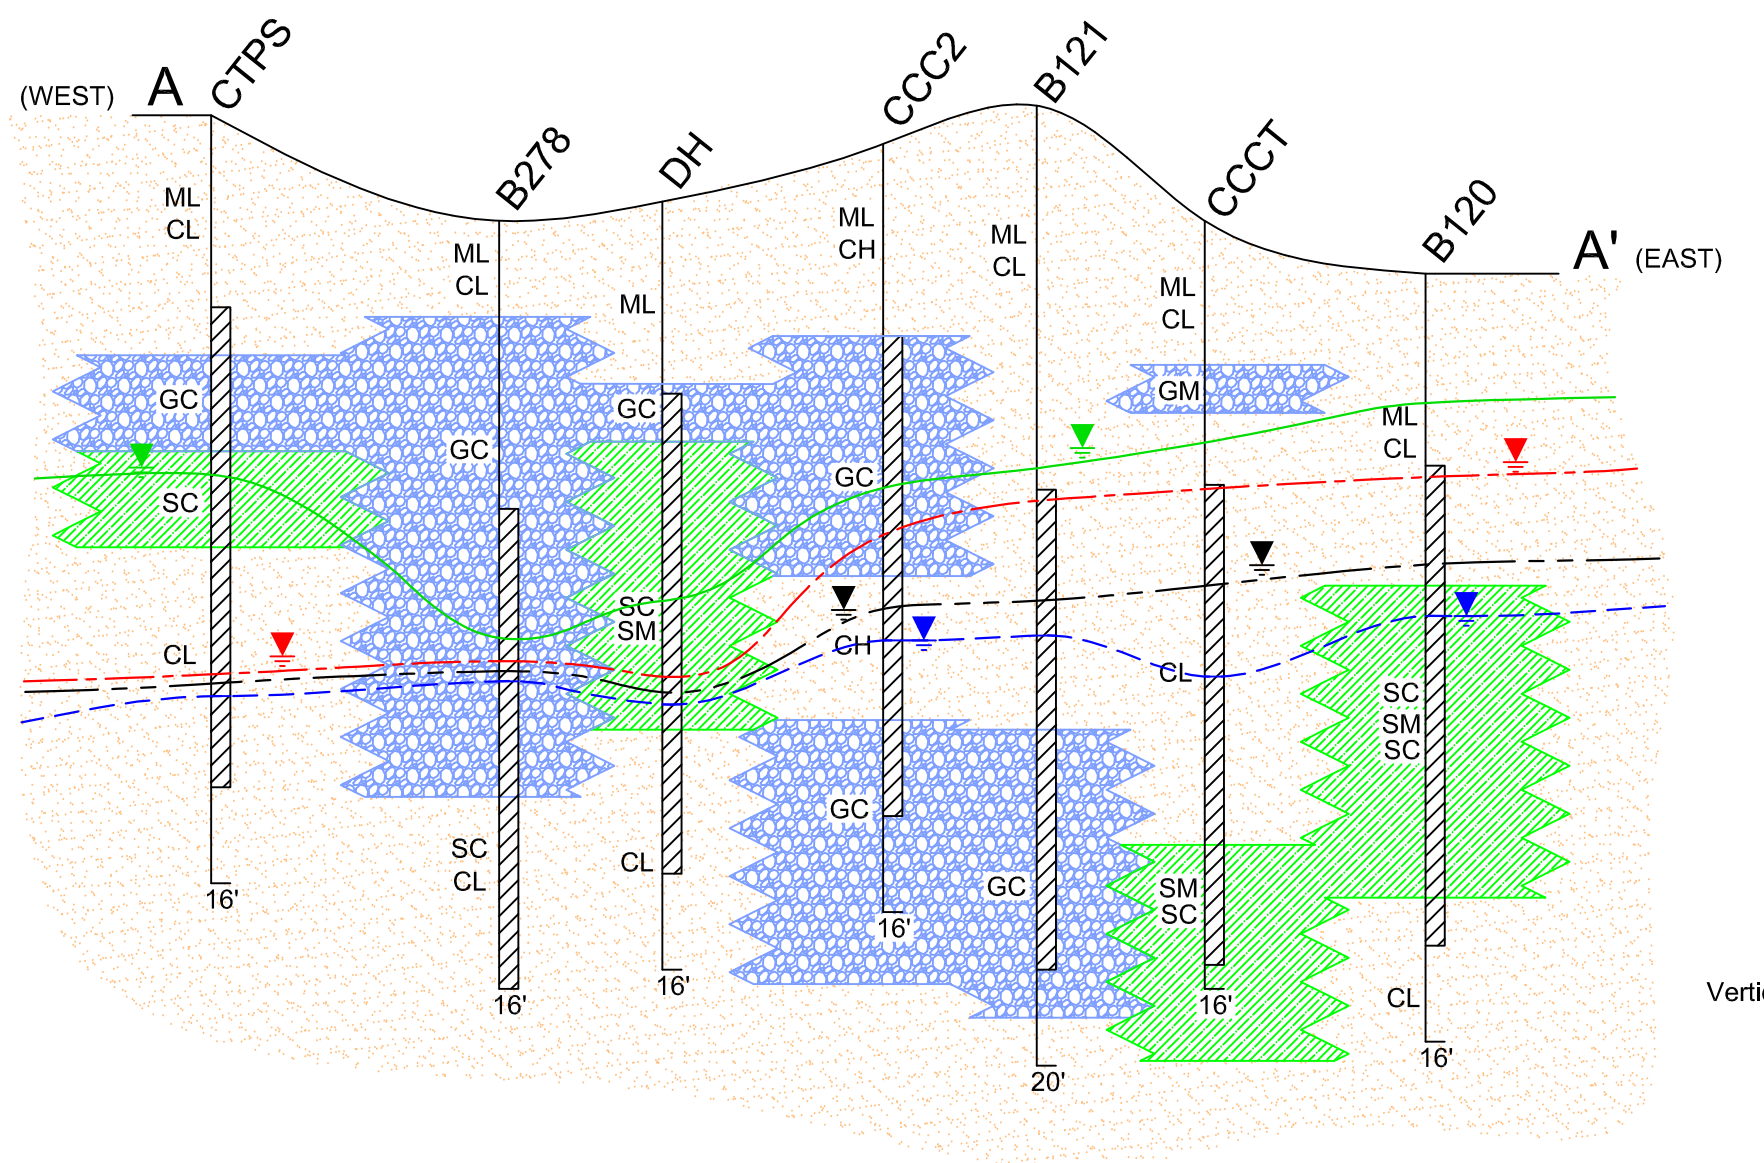 (WEST) A CTPS
B278
DH
CCC2
B121
CCCT
B120
A' (EAST)
ML
CL
GC
SC
CL
16'
ML
CL
GC
SC
CL
16'
ML
GC
SC
SM
CL
16'
ML
CH
GC
CH
GC
16'
ML
CL
GC
20'
ML
CL
GM
CL
SM
SC
16'
ML
CL
SC
SM
SC
CL
16'
Verti